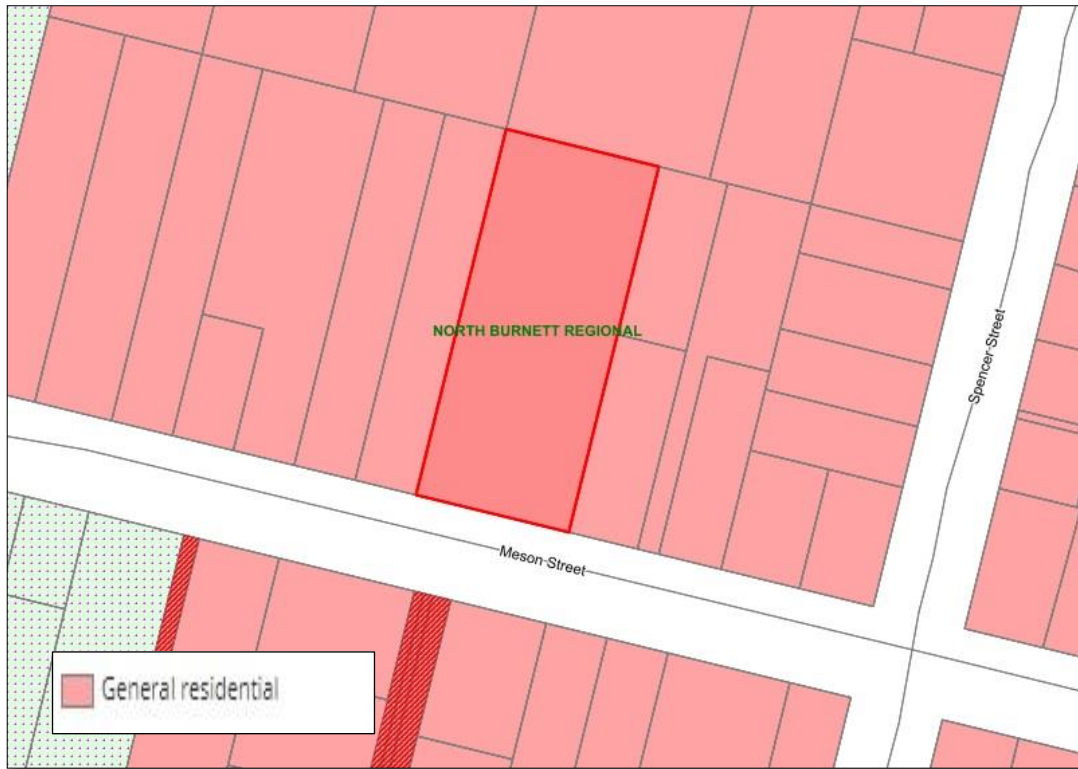 NORTH BURNETT REGIONAL
Spencer Street
Meson Street
General residential